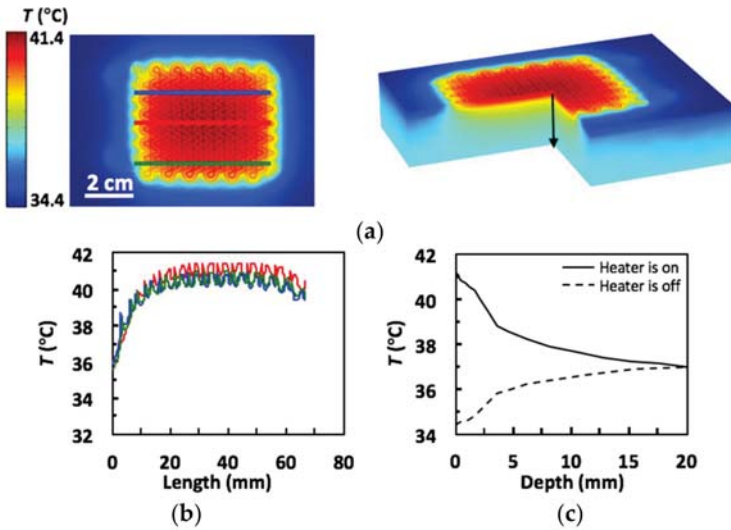 T (°C)
41.4
34.4
2 cm
(a)
T (°C)
42
40
38
36
34
32
0 20 40 60 80
Length (mm)
(b)
T (°C)
42
40
38
36
34
0 5 10 15 20
Depth (mm)
Heater is on
Heater is off
(c)